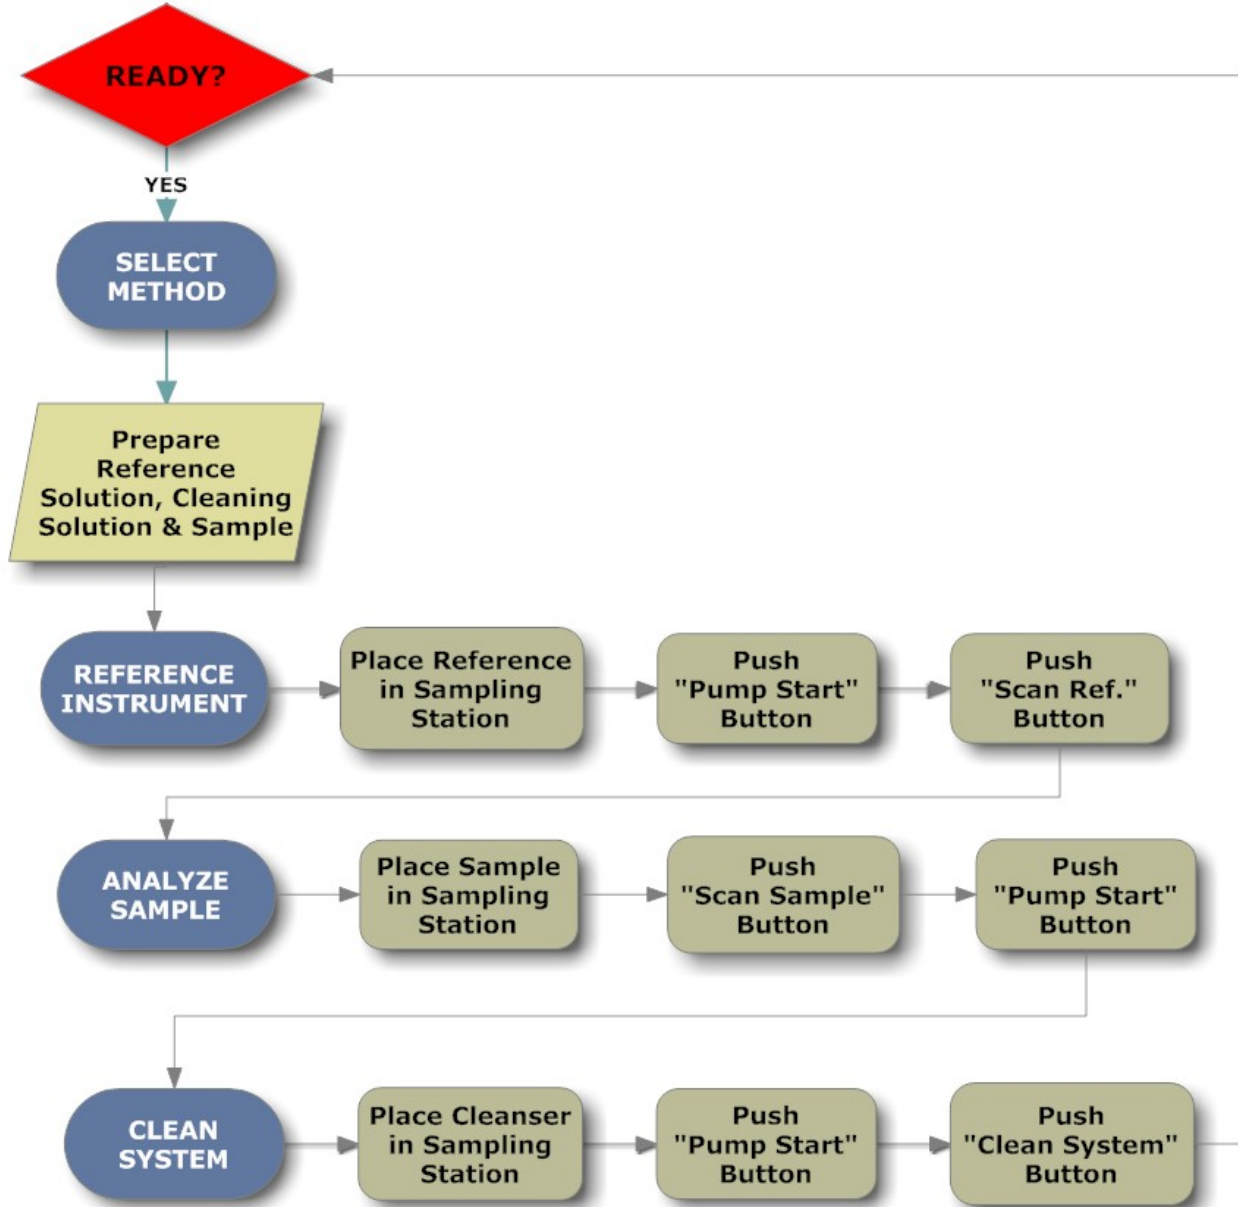 READY?
YES
SELECT
METHOD
Prepare
Reference
Solution, Cleaning
Solution & Sample
REFERENCE
INSTRUMENT
Place Reference
in Sampling
Station
Push
"Pump Start"
Button
Push
"Scan Ref."
Button
ANALYZE
SAMPLE
Place Sample
in Sampling
Station
Push
"Scan Sample"
Button
Push
"Pump Start"
Button
CLEAN
SYSTEM
Place Cleanser
in Sampling
Station
Push
"Pump Start"
Button
Push
"Clean System"
Button